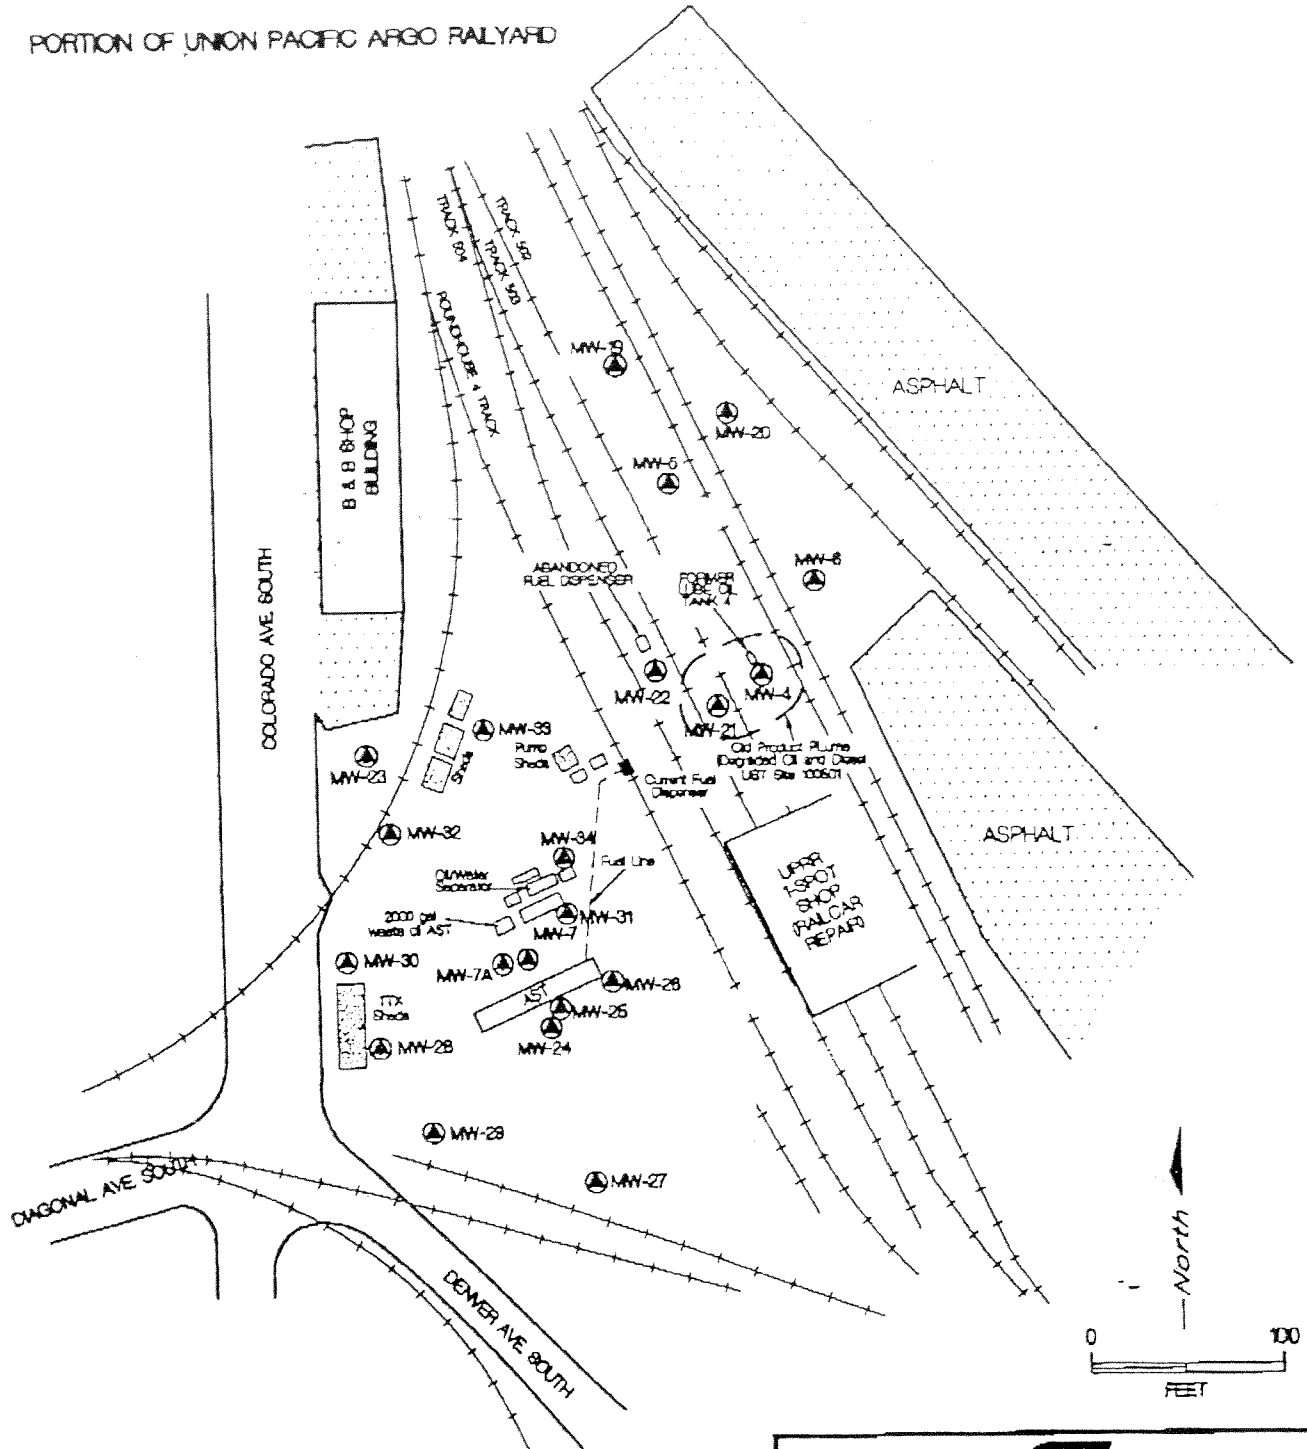 PORTION OF UNION PACIFIC ARGO RAILYARD
TRACK 502
TRACK 504
TRACK 503
ROUNDHOUSE 4 TRACK
MW-19
ASPHALT
MW-20
B & B SHOP
BUILDING
MW-5
COLORADO AVE SOUTH
MW-6
ABANDONED
FUEL DISPENSER
FORMER
LUBE OIL
TANK 4
MW-22
MW-4
MW-21
MW-33
Pump
Sheds
Sheds
MW-23
Old Product Plume
(Degraded Oil and Diesel
UST Site 100601
Current Fuel
Dispenser
MW-32
MW-34
ASPHALT
Oil/Water
Separator
Fuel Line
UPRR
1-SPOT
SHOP
(RAILCAR
REPAIR)
2000 gal
waste oil AST
MW-31
MW-7
MW-30
MW-7A
AST
MW-26
TTX
Sheds
MW-25
MW-24
MW-28
MW-29
DIAGONAL AVE SOUTH
MW-27
North
DENVER AVE SOUTH
0 100
FEET